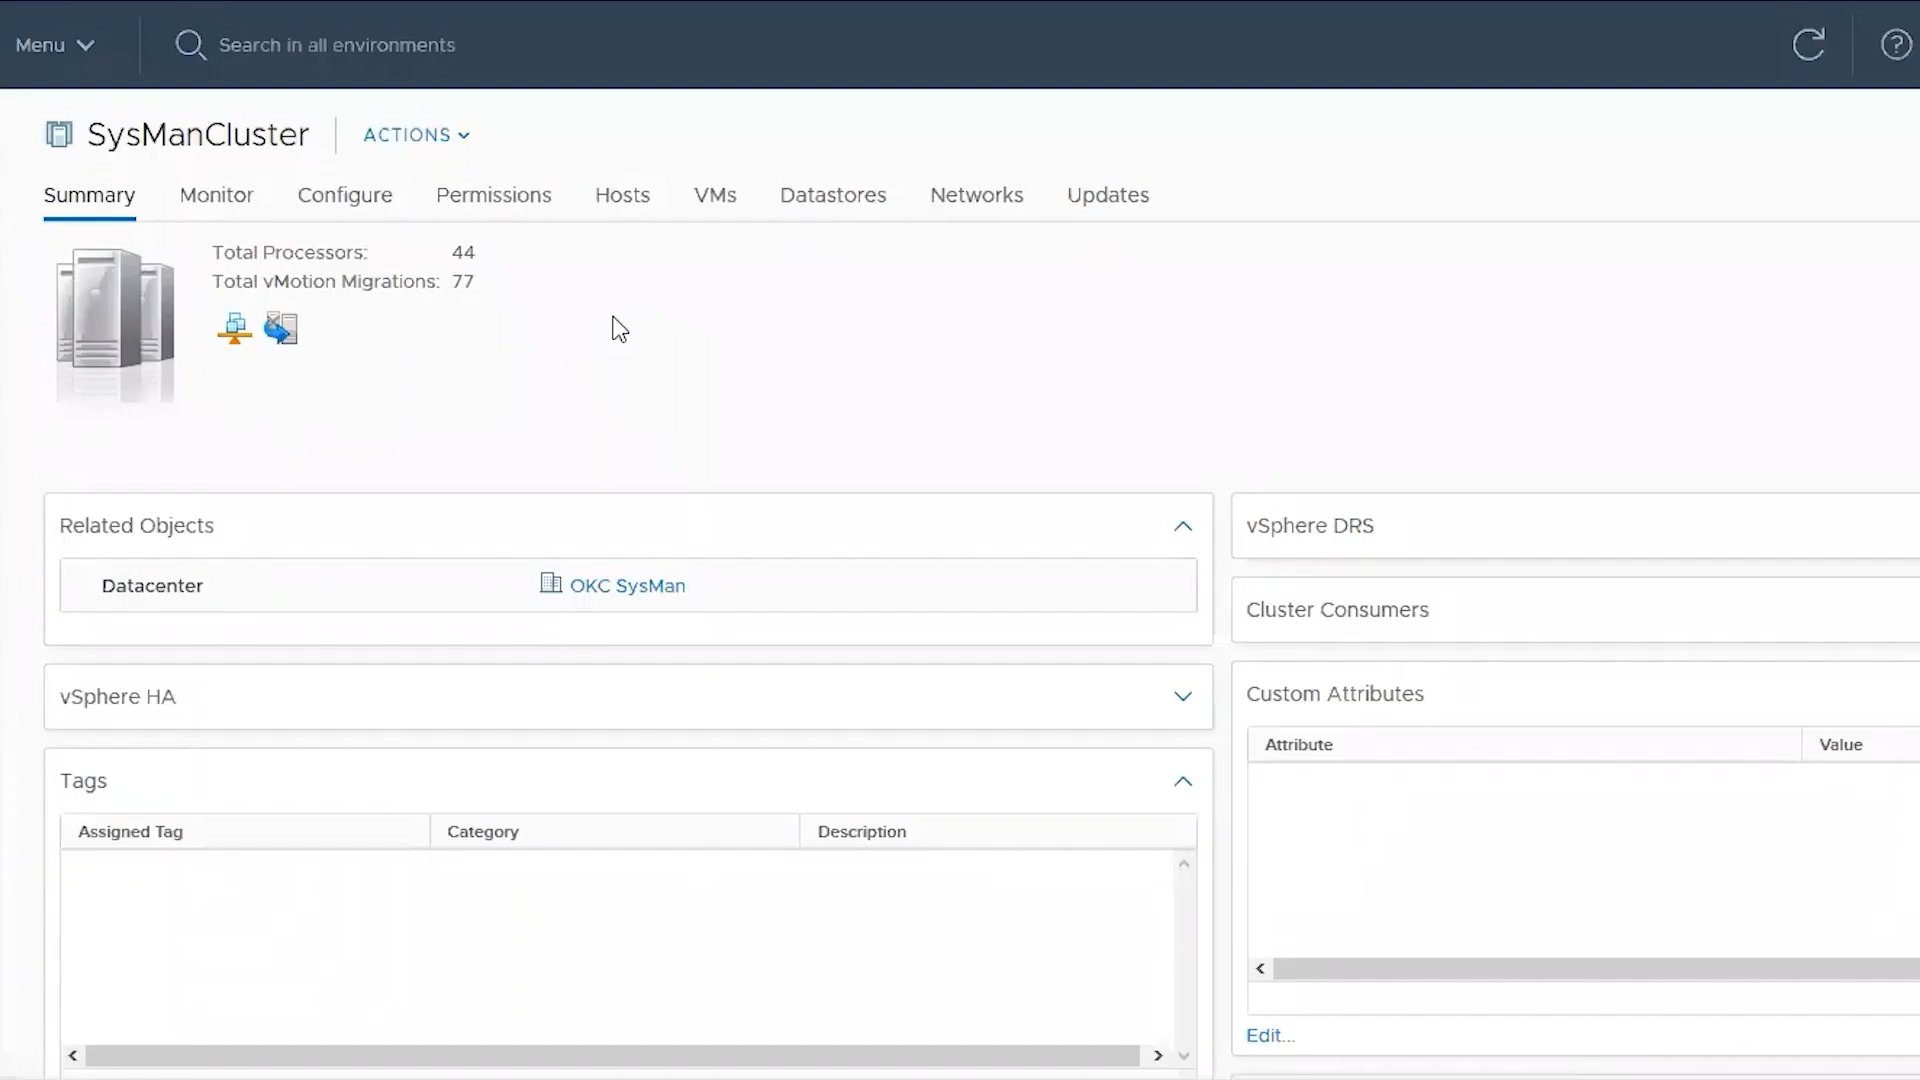 Menu
Search in all environments
SysManCluster
ACTIONS
Summary Monitor Configure Permissions Hosts VMs Datastores Networks Updates
Total Processors: 44
Total vMotion Migrations: 77
Related Objects
Datacenter OKC SysMan
vSphere HA
Tags
Assigned Tag Category Description
vSphere DRS
Cluster Consumers
Custom Attributes
Attribute Value
Edit...